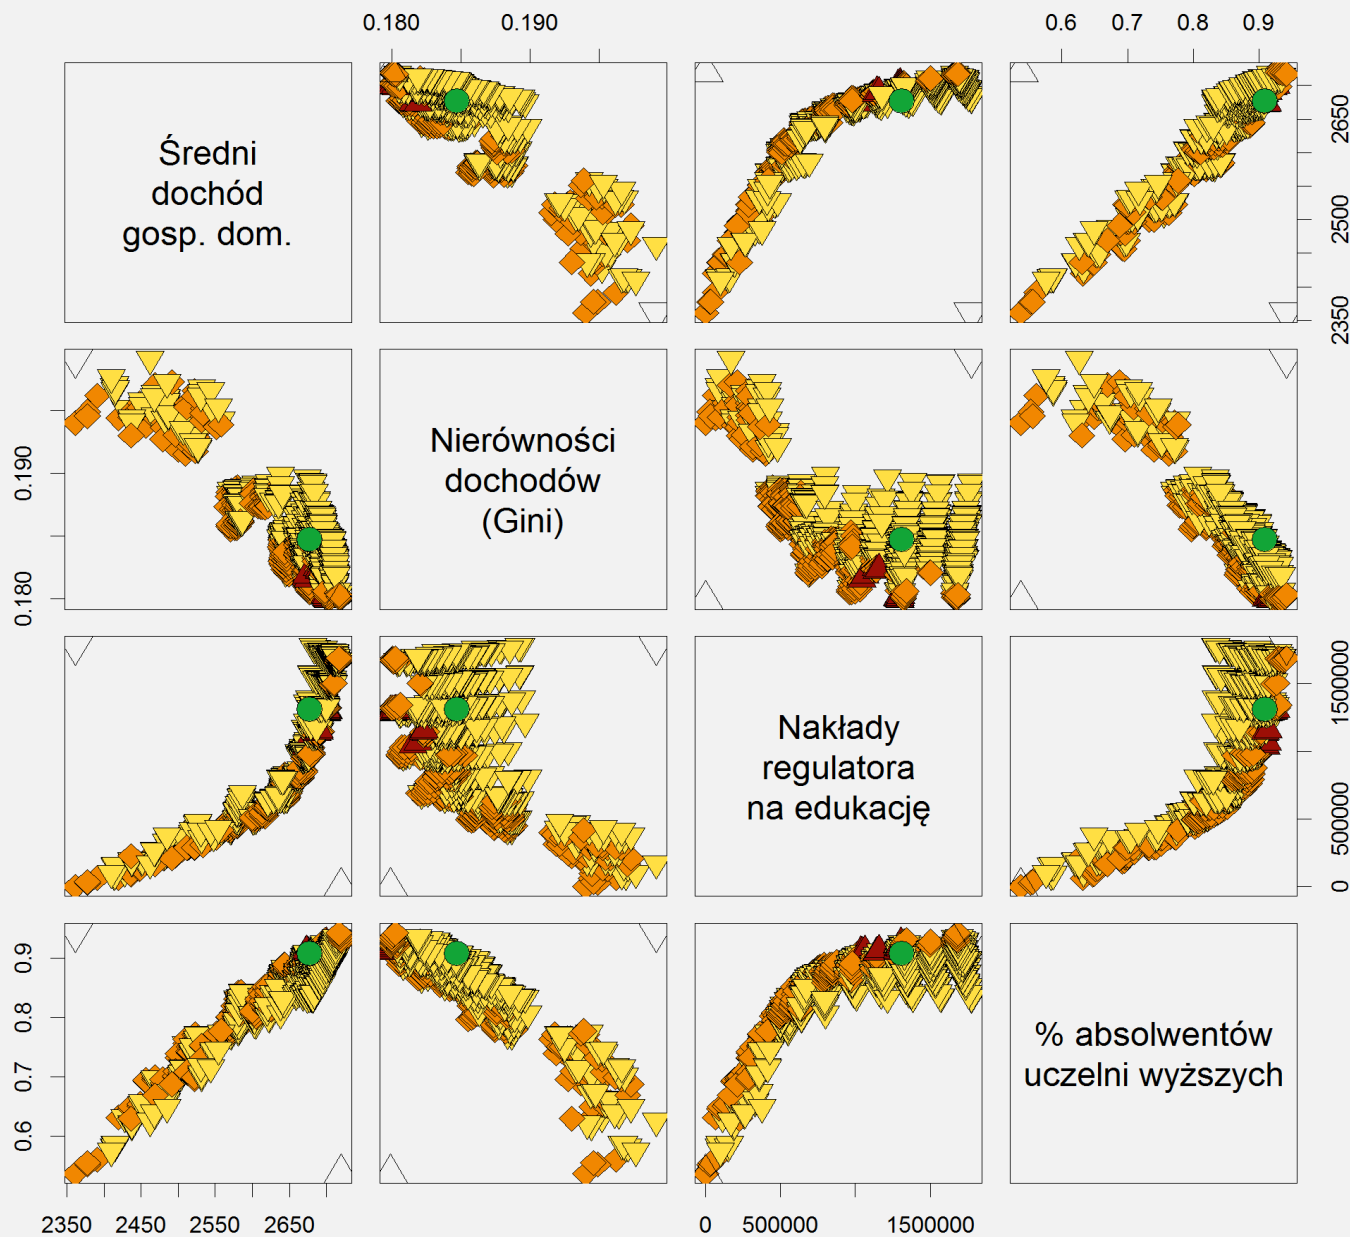 0.180 0.190 0.6 0.7 0.8 0.9
Średni
dochód
gosp. dom.
2350 2500 2650
0.180 0.190
Nierówności
dochodów
(Gini)
Nakłady
regulatora
na edukację
0 500000 1500000
0.6 0.7 0.8 0.9
% absolwentów
uczelni wyższych
2350 2450 2550 2650 0 500000 1500000